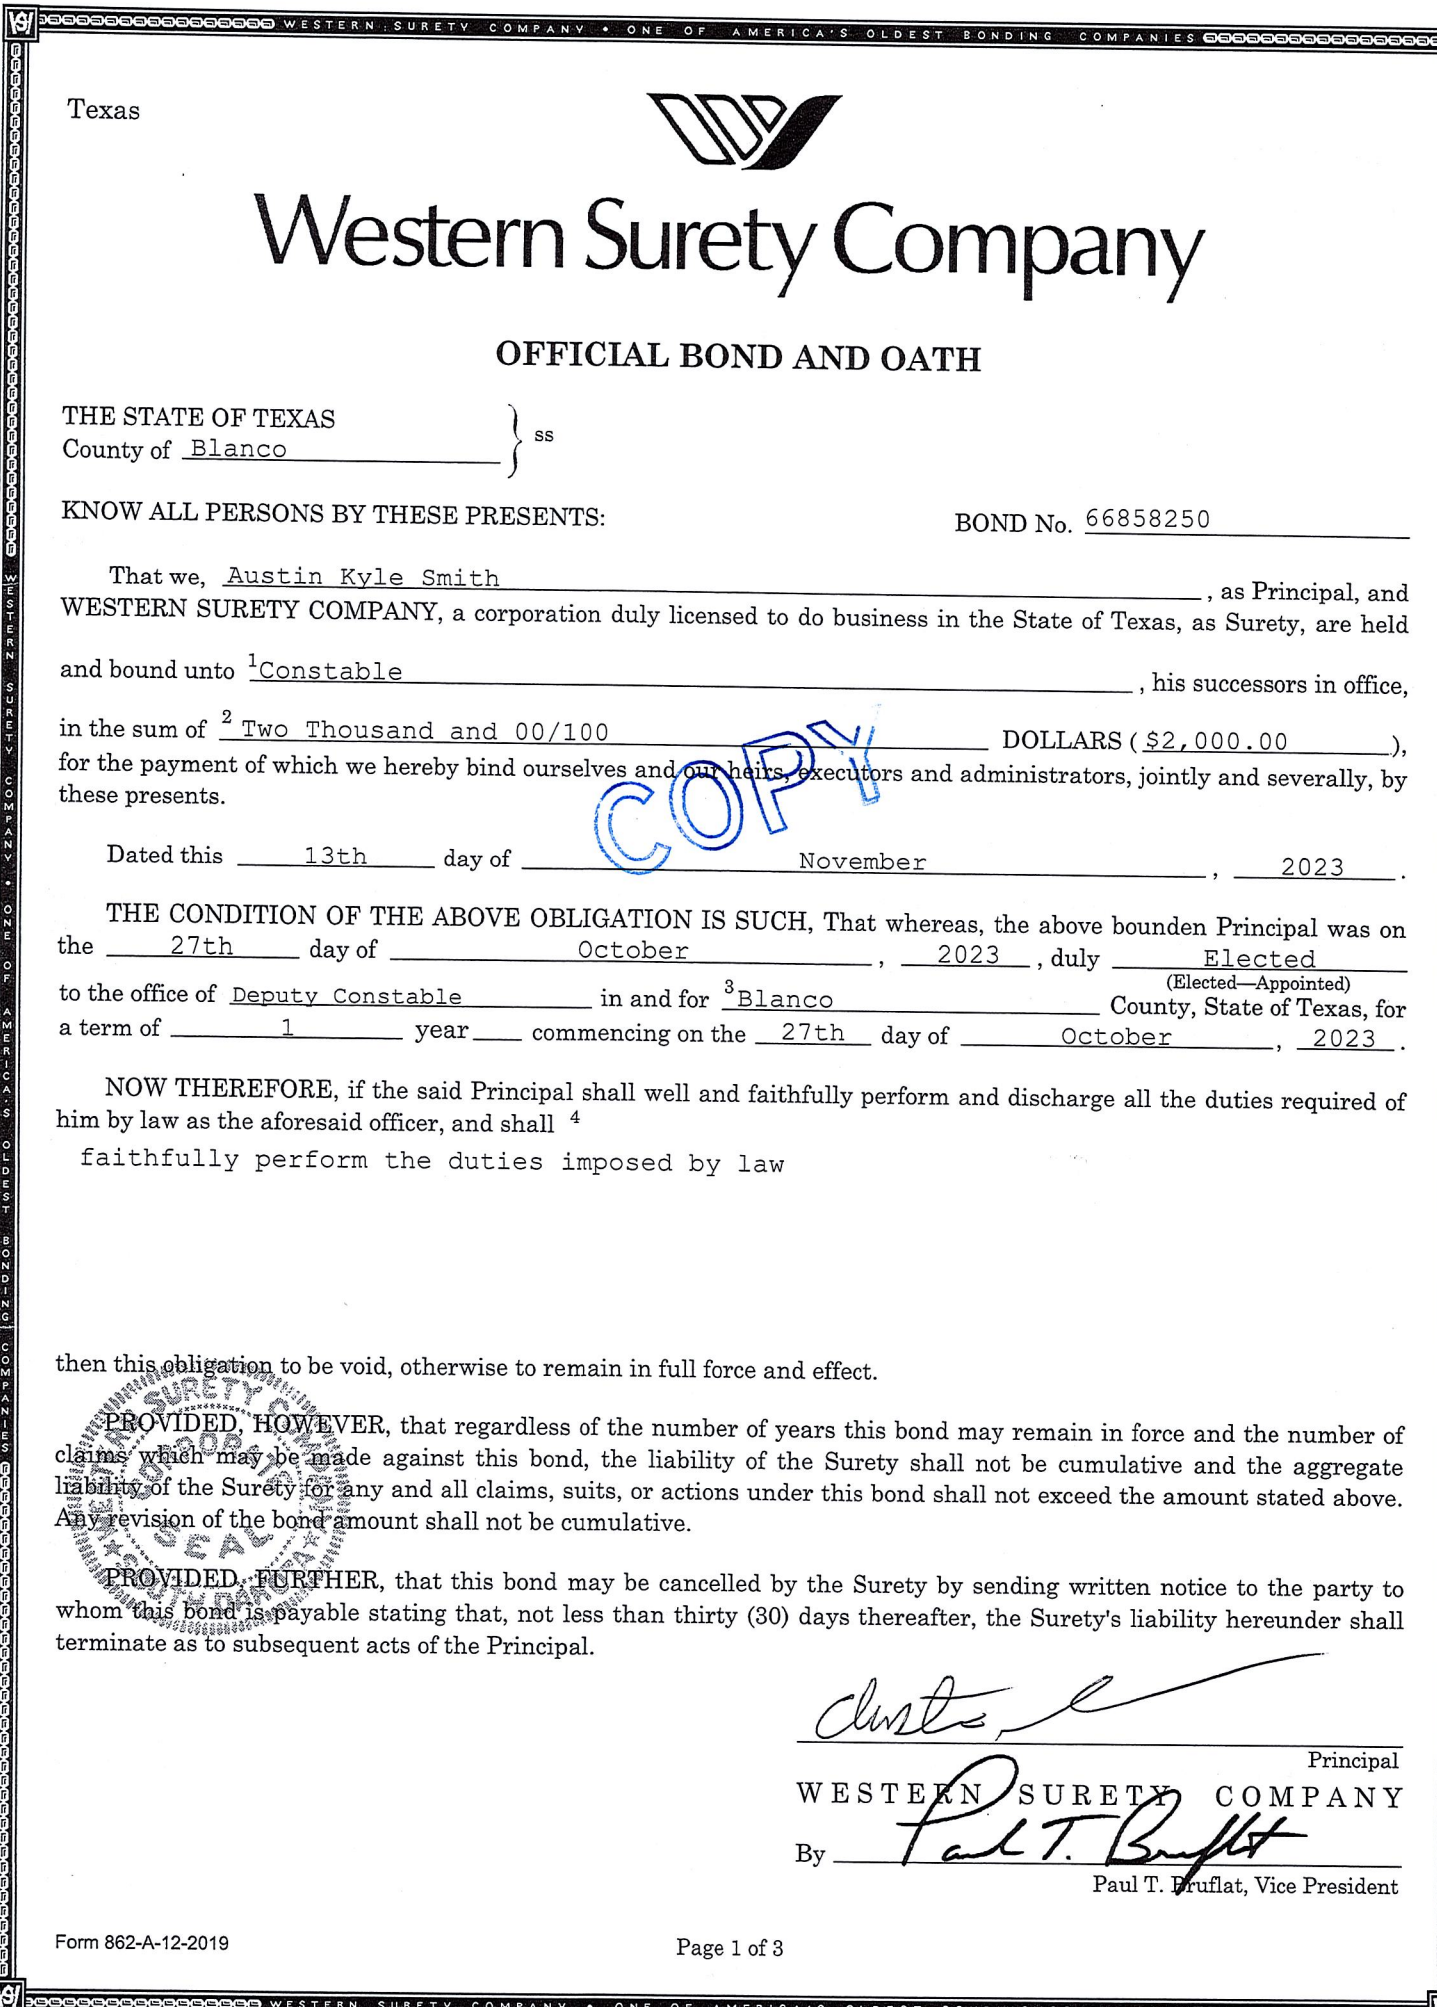 WESTERN SURETY COMPANY • ONE OF AMERICA'S OLDEST BONDING COMPANIES
Texas
Western Surety Company
OFFICIAL BOND AND OATH
THE STATE OF TEXAS
County of Blanco } ss
KNOW ALL PERSONS BY THESE PRESENTS: BOND No. 66858250
That we, Austin Kyle Smith, as Principal, and
WESTERN SURETY COMPANY, a corporation duly licensed to do business in the State of Texas, as Surety, are held
and bound unto 1Constable, his successors in office,
in the sum of 2 Two Thousand and 00/100 DOLLARS ($2,000.00),
for the payment of which we hereby bind ourselves and our heirs, executors and administrators, jointly and severally, by
these presents.
COPY
Dated this 13th day of November, 2023.
THE CONDITION OF THE ABOVE OBLIGATION IS SUCH, That whereas, the above bounden Principal was on
the 27th day of October, 2023, duly Elected
(Elected—Appointed)
to the office of Deputy Constable in and for 3Blanco County, State of Texas, for
a term of 1 year commencing on the 27th day of October, 2023.
NOW THEREFORE, if the said Principal shall well and faithfully perform and discharge all the duties required of
him by law as the aforesaid officer, and shall 4
faithfully perform the duties imposed by law
then this obligation to be void, otherwise to remain in full force and effect.
PROVIDED, HOWEVER, that regardless of the number of years this bond may remain in force and the number of
claims which may be made against this bond, the liability of the Surety shall not be cumulative and the aggregate
liability of the Surety for any and all claims, suits, or actions under this bond shall not exceed the amount stated above.
Any revision of the bond amount shall not be cumulative.
PROVIDED, FURTHER, that this bond may be cancelled by the Surety by sending written notice to the party to
whom this bond is payable stating that, not less than thirty (30) days thereafter, the Surety's liability hereunder shall
terminate as to subsequent acts of the Principal.
WESTERN SURETY COMPANY
CORPORATE
SEAL
SOUTH DAKOTA
Principal
WESTERN SURETY COMPANY
By Paul T. Bruflat
Paul T. Bruflat, Vice President
Form 862-A-12-2019
Page 1 of 3
WESTERN SURETY COMPANY • ONE OF AMERICA'S OLDEST BONDING COMPANIES